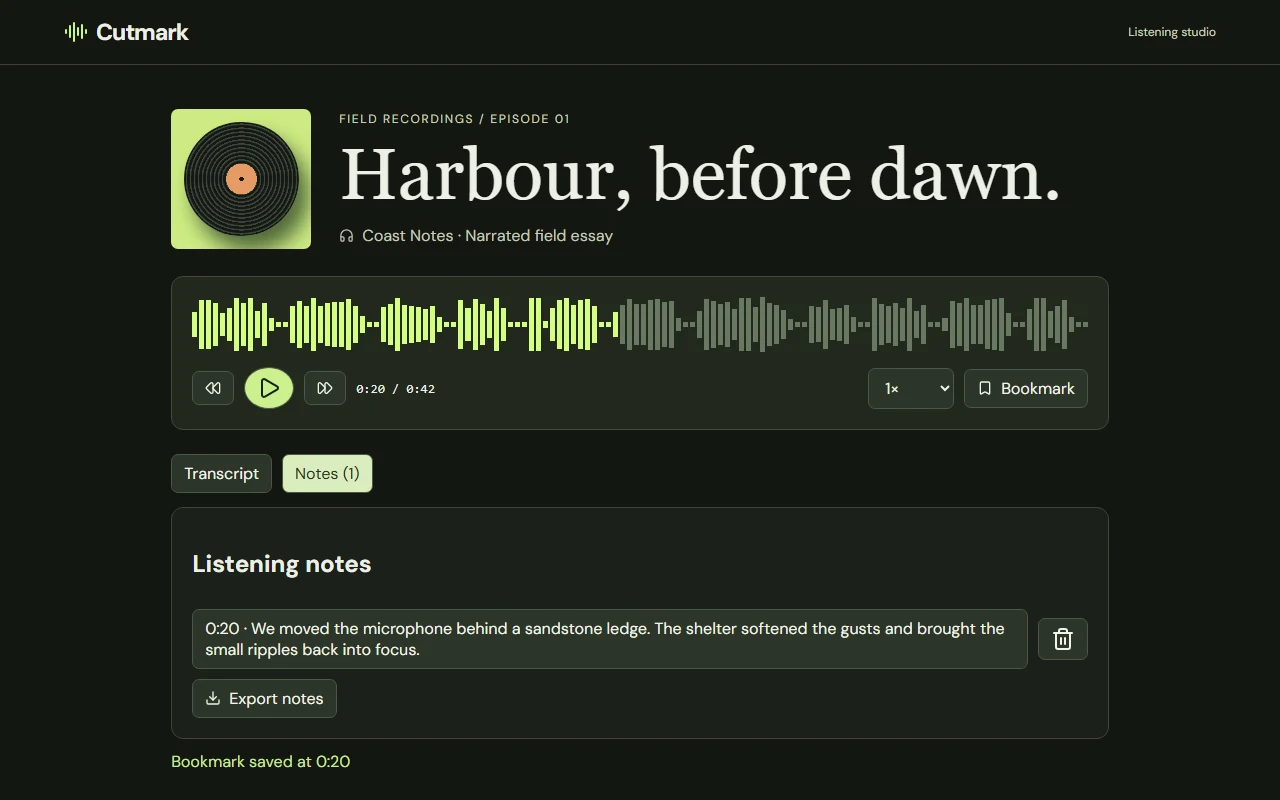 Cutmark
Listening studio
FIELD RECORDINGS / EPISODE 01
Harbour, before dawn.
Coast Notes · Narrated field essay
0:20 / 0:42
1×
Bookmark
Transcript
Notes (1)
Listening notes
0:20 · We moved the microphone behind a sandstone ledge. The shelter softened the gusts and brought the
small ripples back into focus.
Export notes
Bookmark saved at 0:20